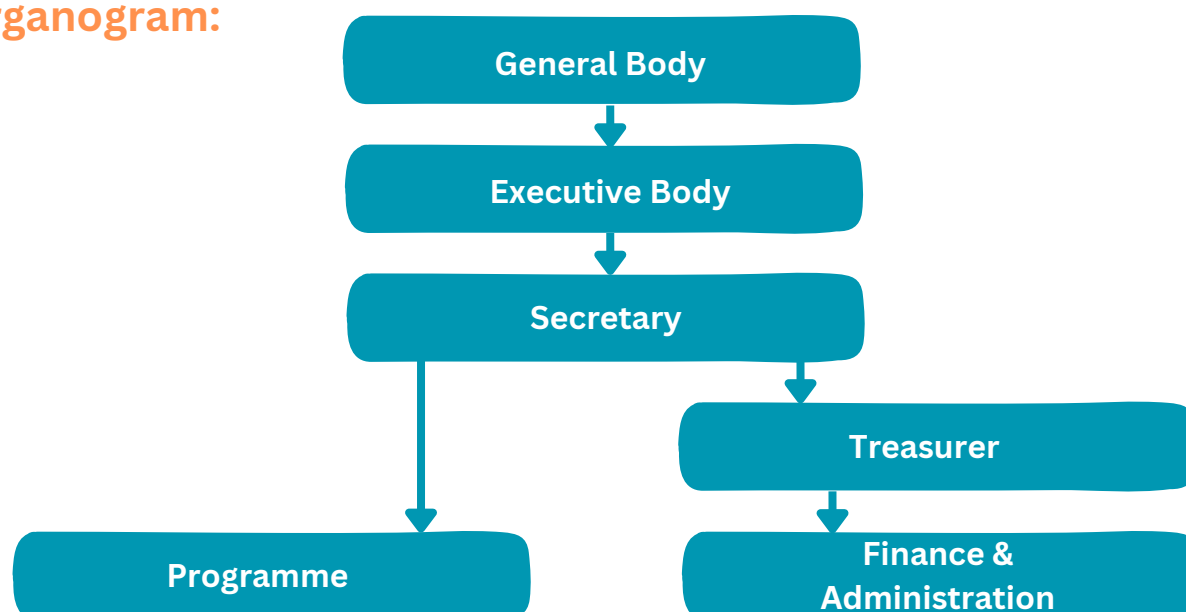 rganogram:
General Body
Executive Body
Secretary
Treasurer
Programme
Finance &
Administration